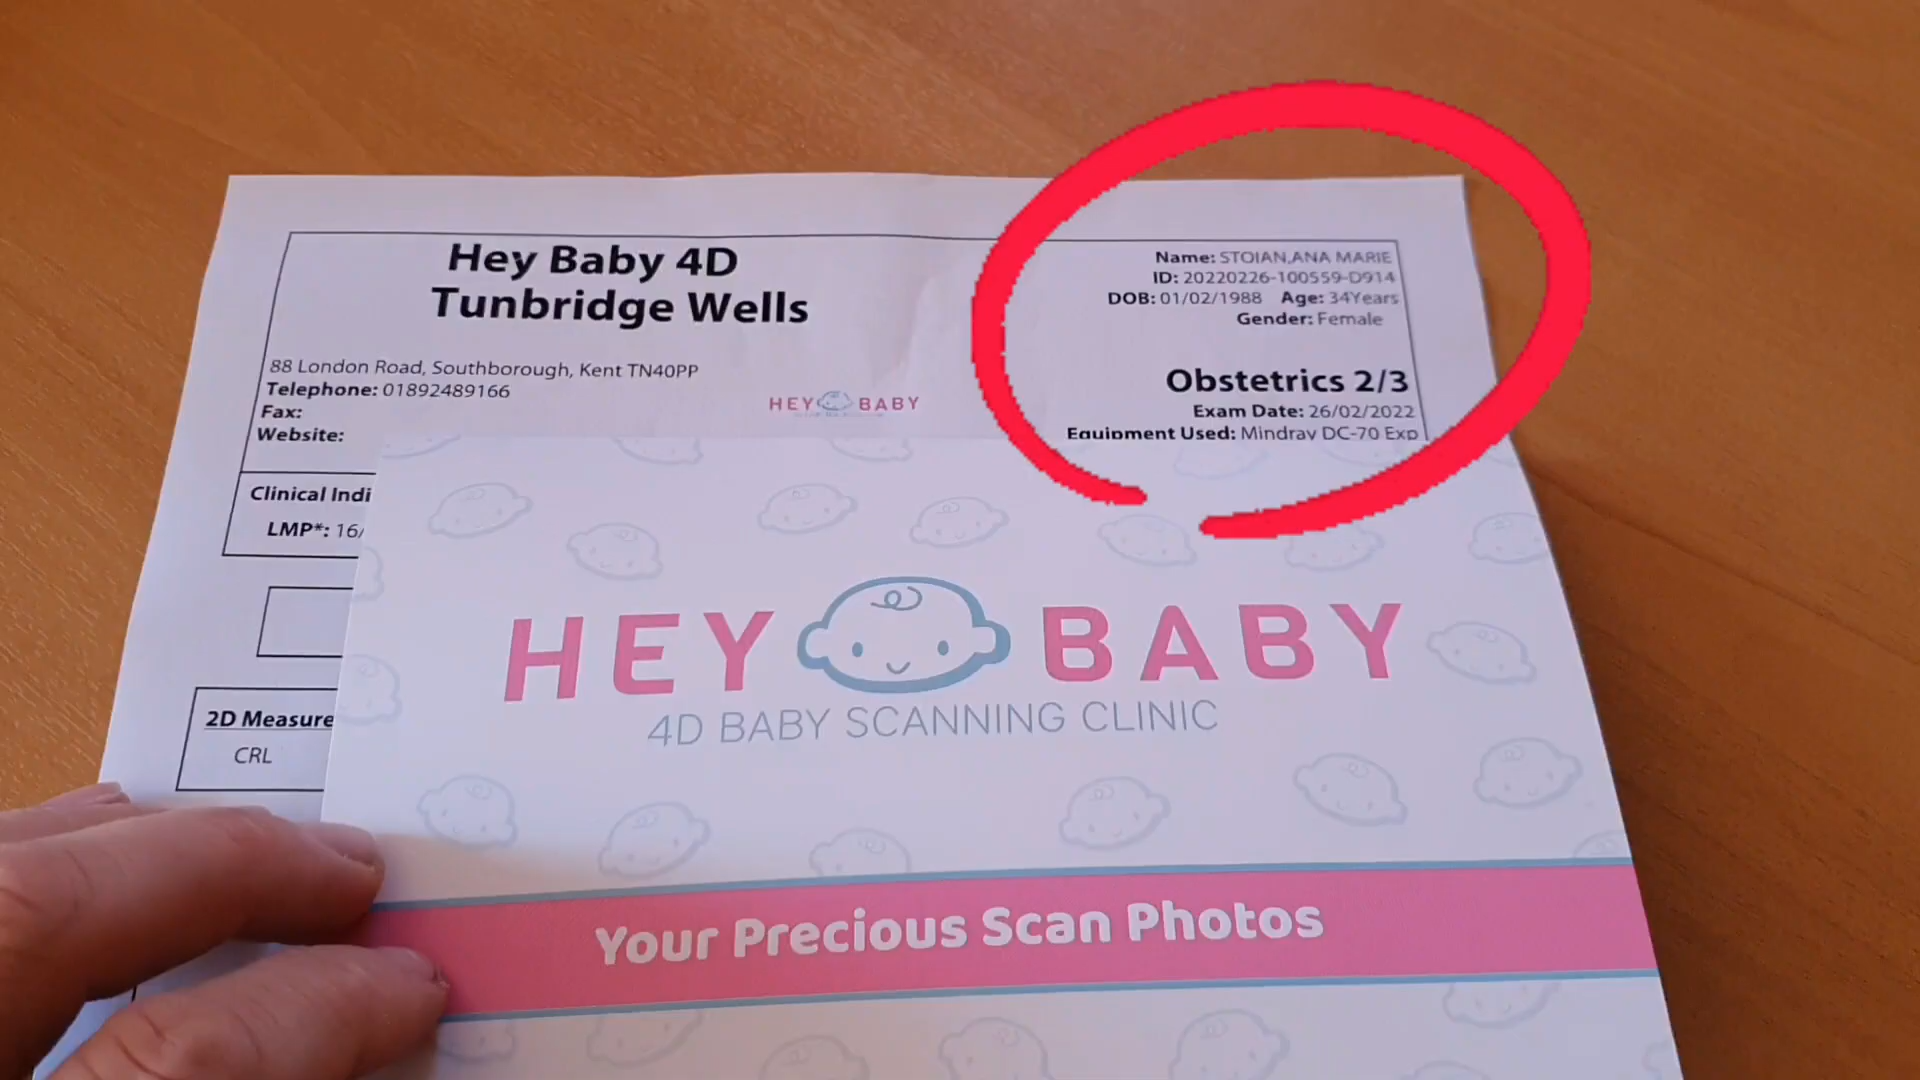 Hey Baby 4D
Tunbridge Wells
88 London Road, Southborough, Kent TN40PP
Telephone: 01892489166
Fax:
Website:
HEY BABY
Name: STOIAN,ANA MARIE
ID: 20220226-100559-D914
DOB: 01/02/1988 Age: 34Years
Gender: Female
Obstetrics 2/3
Exam Date: 26/02/2022
Equipment Used: Mindray DC-70 Exp
Clinical Indi
LMP*: 16/
2D Measure
CRL
HEY BABY
4D BABY SCANNING CLINIC
Your Precious Scan Photos